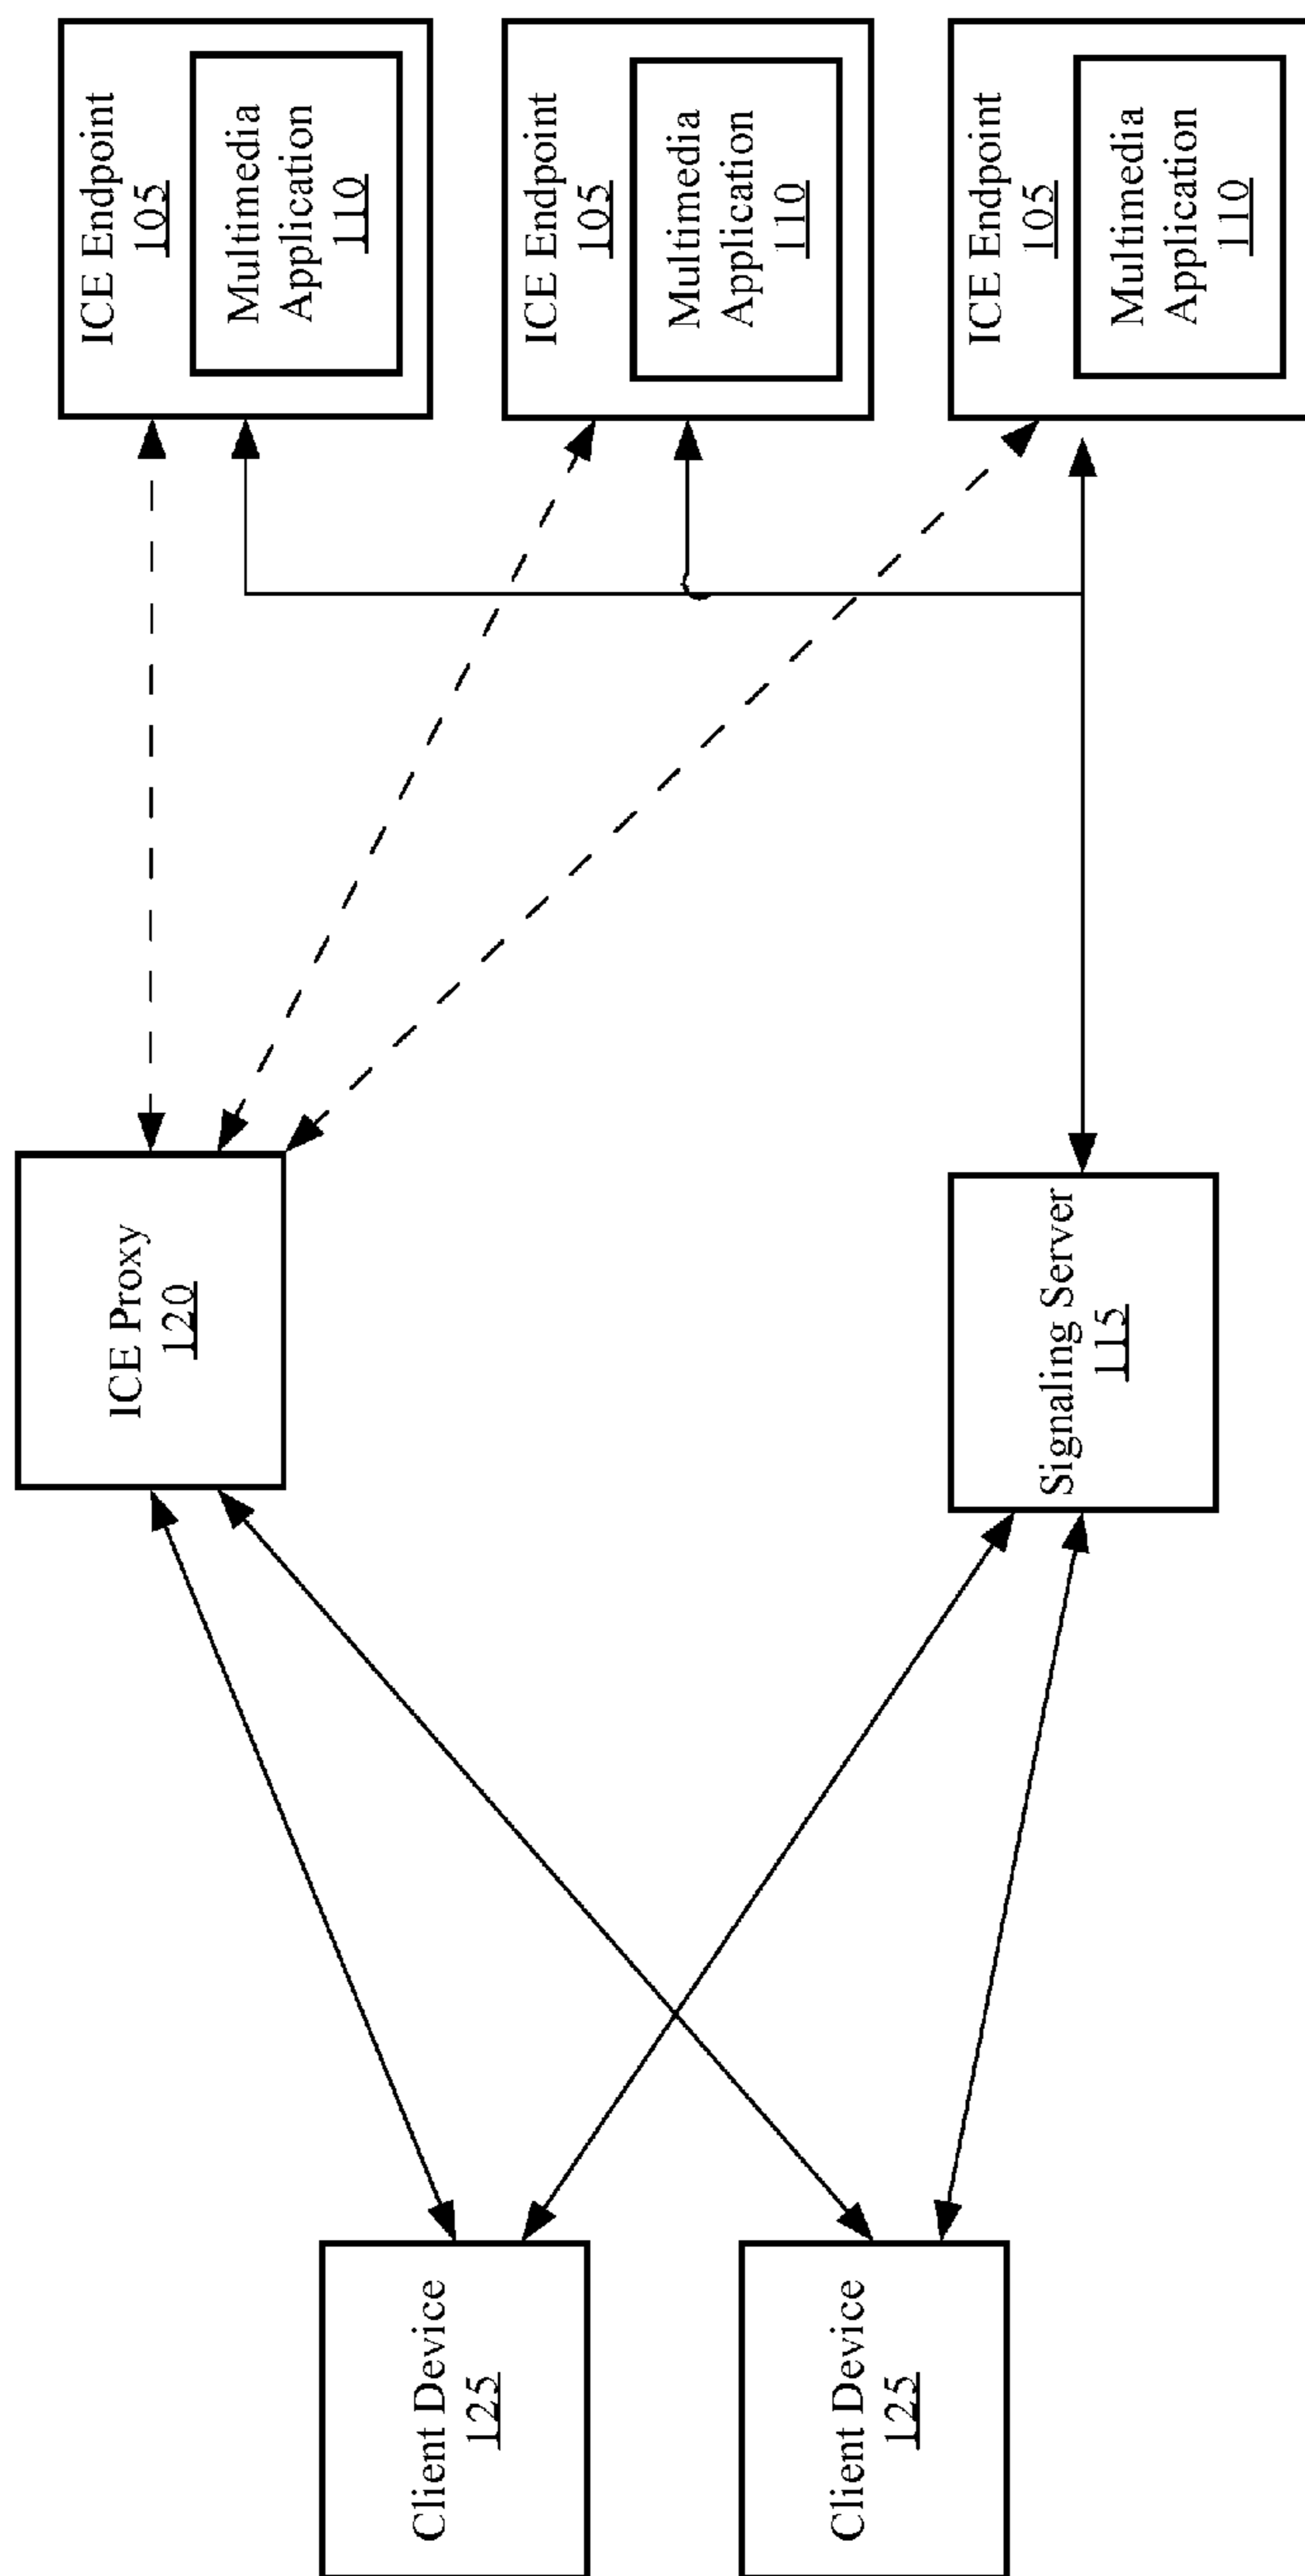 Client Device
125
Client Device
125
ICE Proxy
120
Signaling Server
115
ICE Endpoint
105
Multimedia
Application
110
ICE Endpoint
105
Multimedia
Application
110
ICE Endpoint
105
Multimedia
Application
110